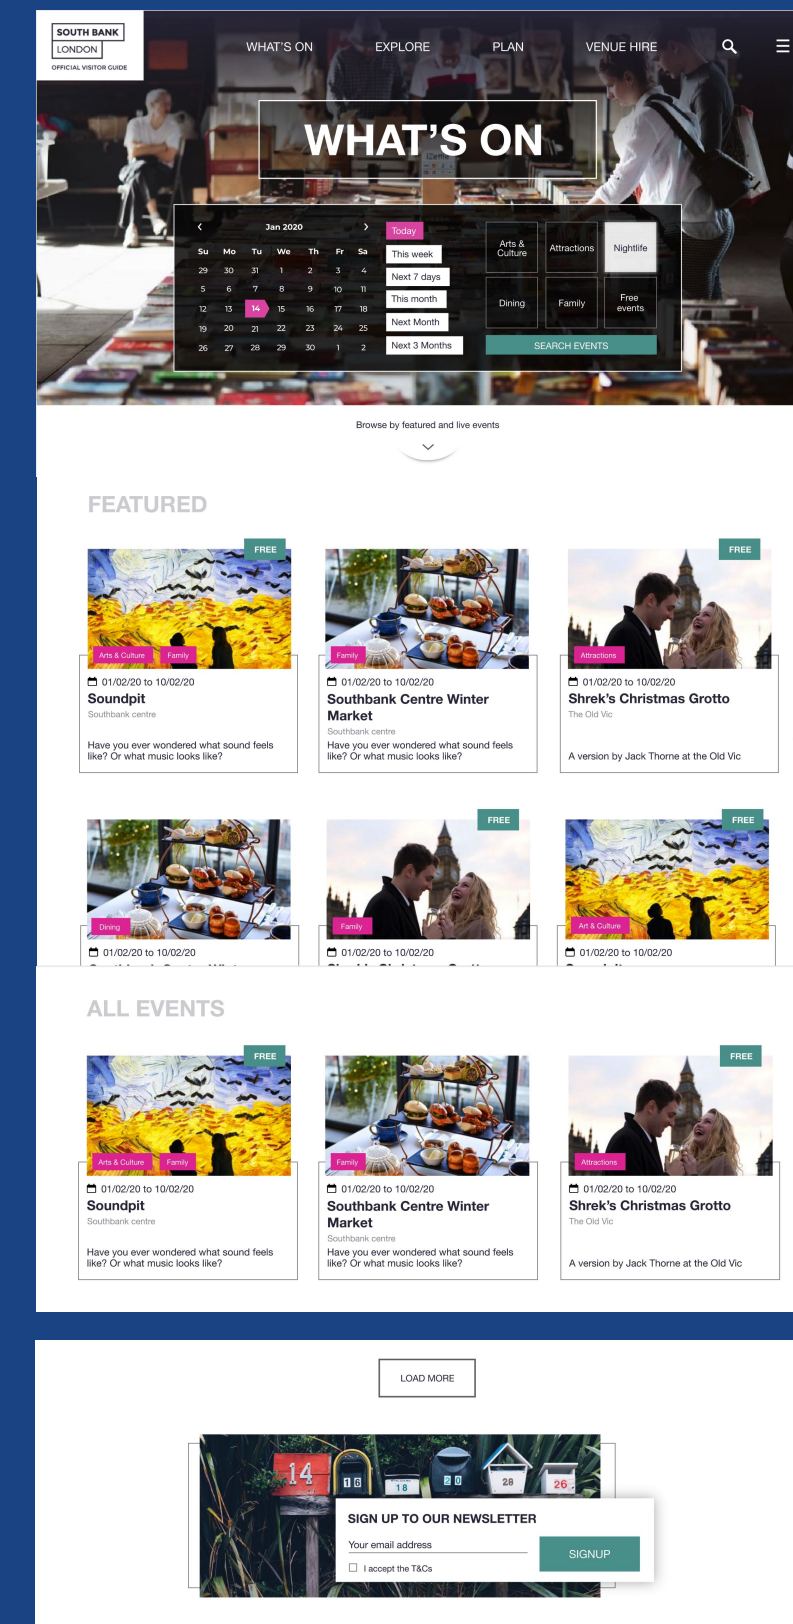 SOUTH BANK
LONDON
OFFICIAL VISITOR GUIDE
WHAT'S ON EXPLORE PLAN VENUE HIRE
WHAT'S ON
Jan 2020
Su Mo Tu We Th Fr Sa
29 30 31 1 2 3 4
5 6 7 8 9 10 11
12 13 14 15 16 17 18
19 20 21 22 23 24 25
26 27 28 29 30 1 2
Today
This week
Next 7 days
This month
Next Month
Next 3 Months
Arts &
Culture
Attractions
Nightlife
Dining
Family
Free
events
SEARCH EVENTS
Browse by featured and live events
FEATURED
FREE
Arts & Culture Family
01/02/20 to 10/02/20
Soundpit
Southbank centre
Have you ever wondered what sound feels
like? Or what music looks like?
Family
01/02/20 to 10/02/20
Southbank Centre Winter
Market
Southbank centre
Have you ever wondered what sound feels
like? Or what music looks like?
FREE
Attractions
01/02/20 to 10/02/20
Shrek's Christmas Grotto
The Old Vic
A version by Jack Thorne at the Old Vic
Dining
01/02/20 to 10/02/20
FREE
Family
01/02/20 to 10/02/20
FREE
Art & Culture
01/02/20 to 10/02/20
ALL EVENTS
FREE
Arts & Culture Family
01/02/20 to 10/02/20
Soundpit
Southbank centre
Have you ever wondered what sound feels
like? Or what music looks like?
Family
01/02/20 to 10/02/20
Southbank Centre Winter
Market
Southbank centre
Have you ever wondered what sound feels
like? Or what music looks like?
FREE
Attractions
01/02/20 to 10/02/20
Shrek's Christmas Grotto
The Old Vic
A version by Jack Thorne at the Old Vic
LOAD MORE
14 16 18 20 28 26
SIGN UP TO OUR NEWSLETTER
Your email address
I accept the T&Cs
SIGNUP